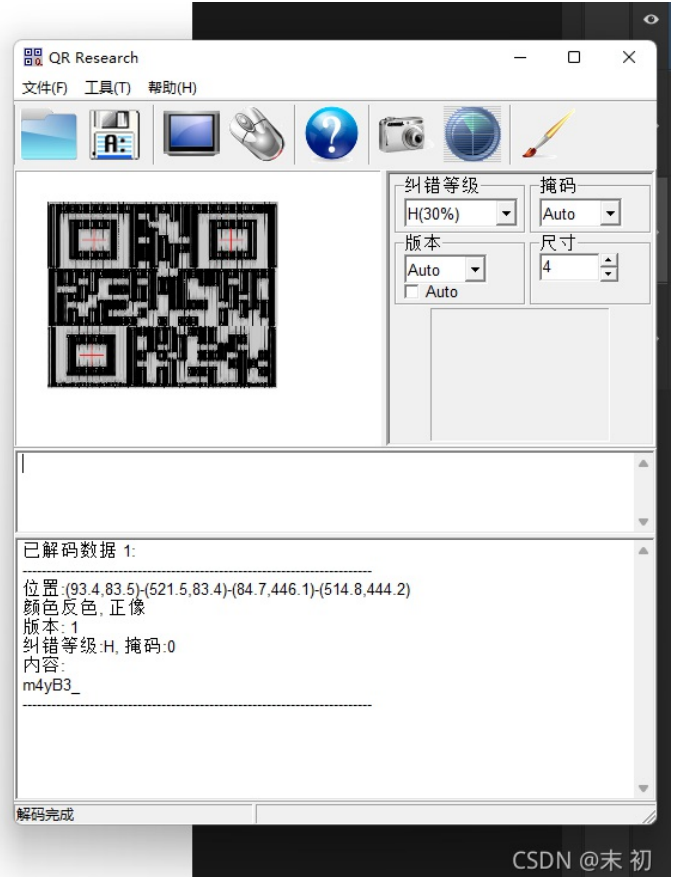 QR Research
文件(F) 工具(T) 帮助(H)
A:
?
纠错等级
掩码
H(30%)
Auto
版本
尺寸
Auto
4
Auto
已解码数据 1:
位置:(93.4,83.5)-(521.5,83.4)-(84.7,446.1)-(514.8,444.2)
颜色反色, 正像
版本: 1
纠错等级:H, 掩码:0
内容:
m4yB3_
解码完成
CSDN @末 初